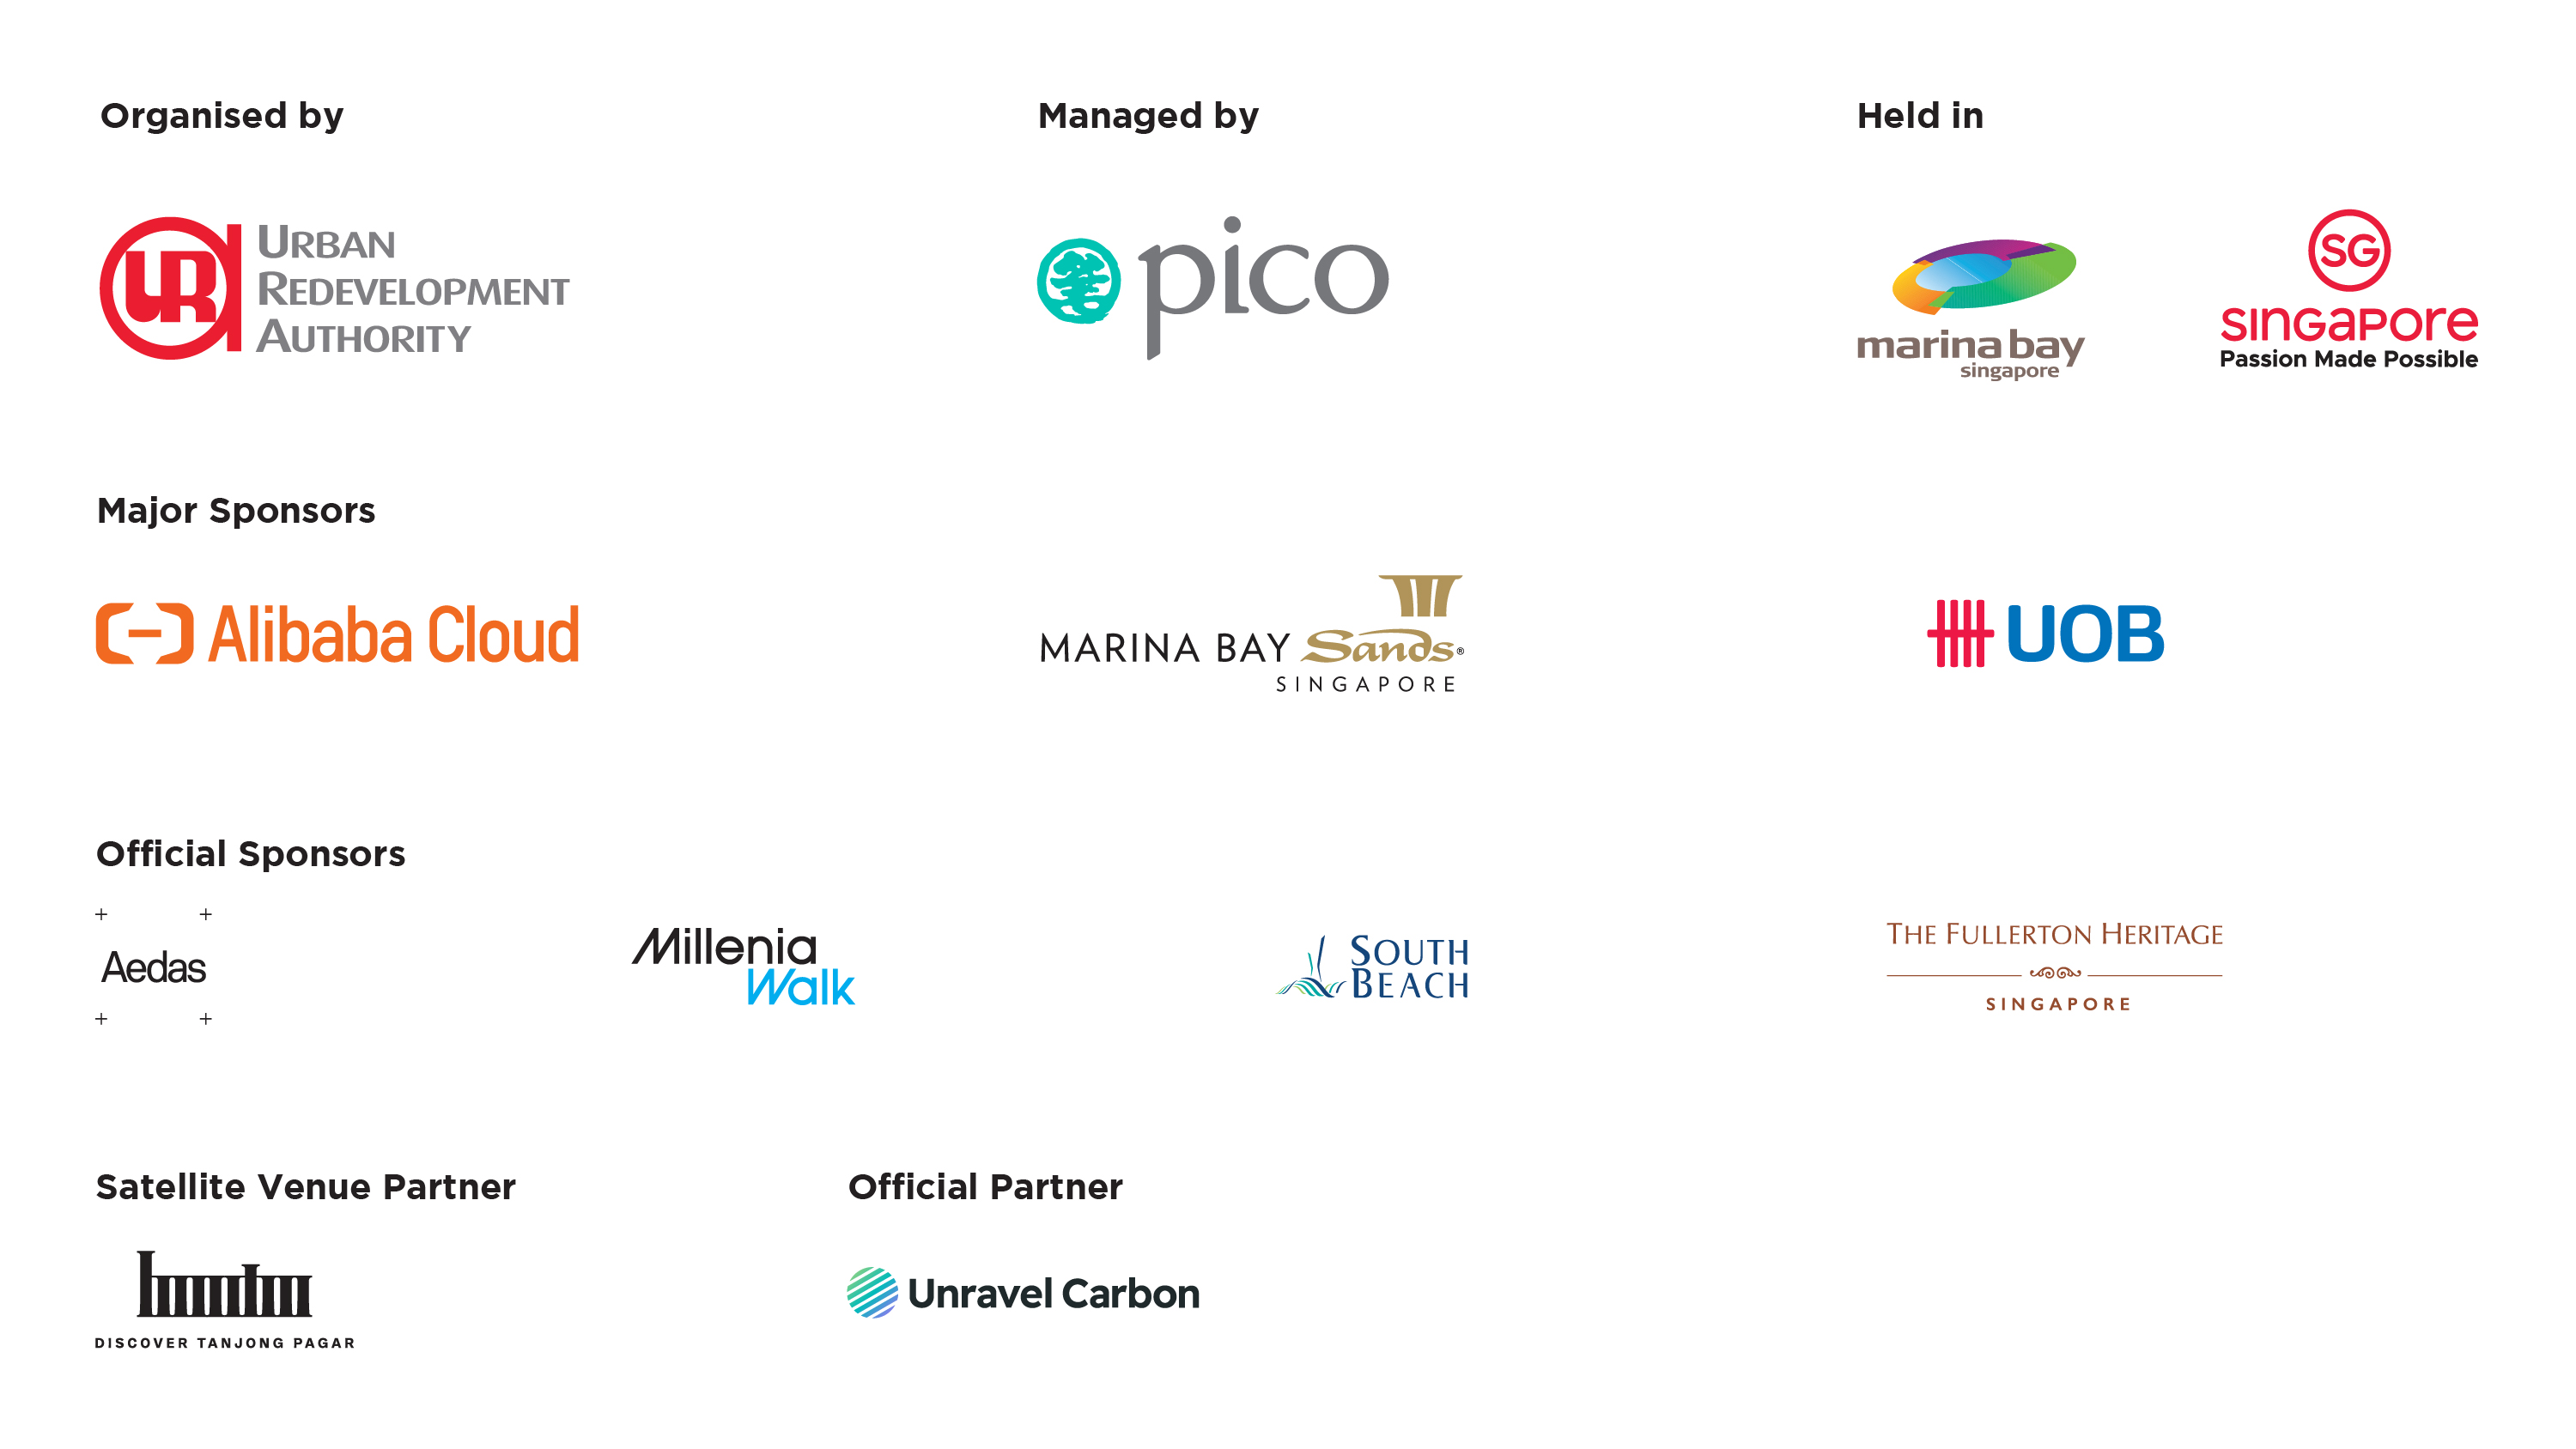 Organised by
Managed by
Held in
URA
URBAN
REDEVELOPMENT
AUTHORITY
pico
marina bay
singapore
SG
singapore
Passion Made Possible
Major Sponsors
Alibaba Cloud
MARINA BAY Sands®
SINGAPORE
UOB
Official Sponsors
Aedas
Millenia
Walk
SOUTH
BEACH
THE FULLERTON HERITAGE
SINGAPORE
Satellite Venue Partner
Official Partner
DISCOVER TANJONG PAGAR
Unravel Carbon